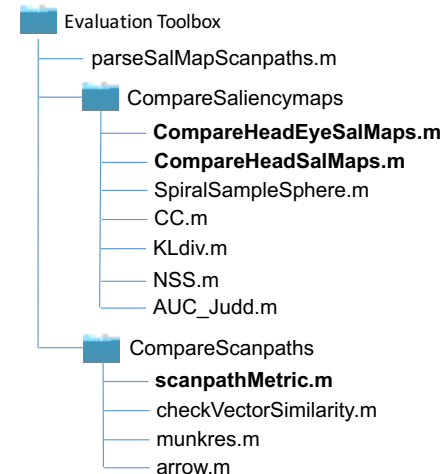 Evaluation Toolbox
parseSalMapScanpaths.m
CompareSaliencymaps
CompareHeadEyeSalMaps.m
CompareHeadSalMaps.m
SpiralSampleSphere.m
CC.m
KLdiv.m
NSS.m
AUC_Judd.m
CompareScanpaths
scanpathMetric.m
checkVectorSimilarity.m
munkres.m
arrow.m